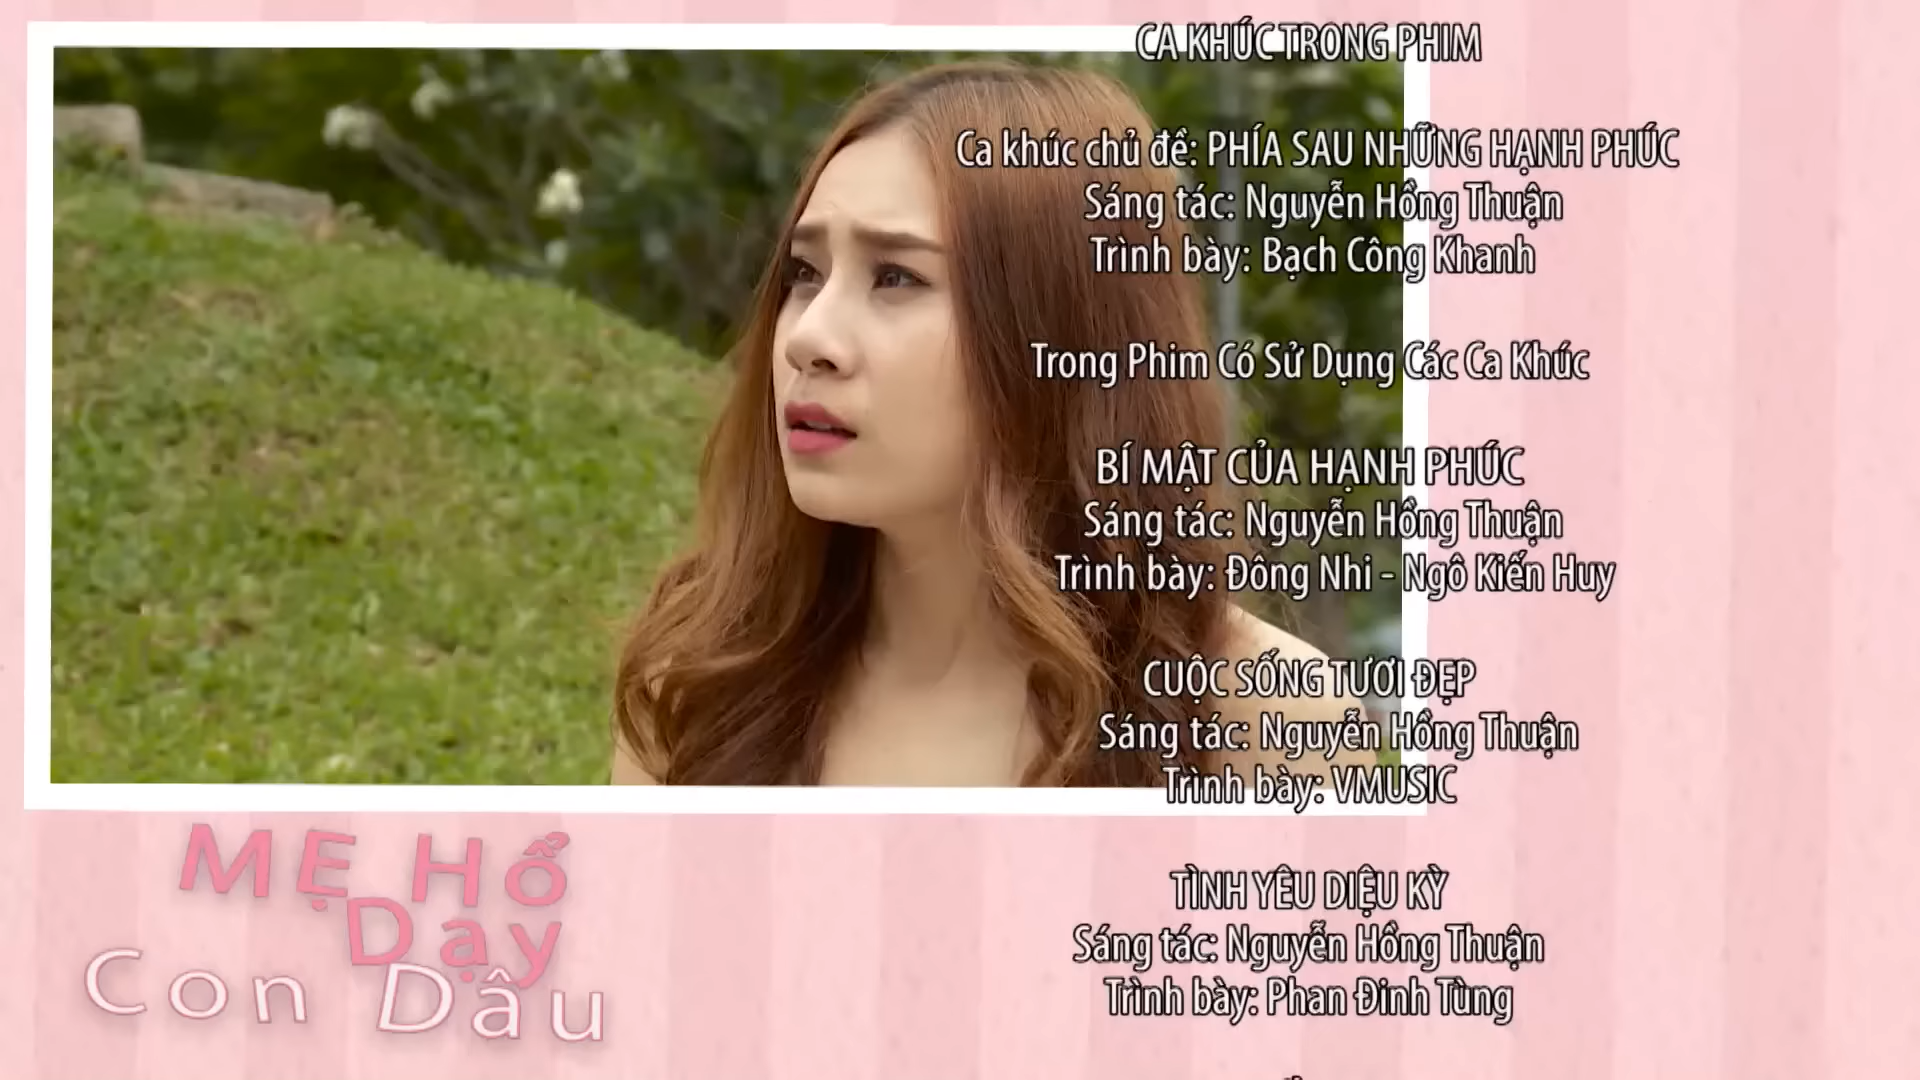 CA KHÚC TRONG PHIM
Ca khúc chủ đề: PHÍA SAU NHỮNG HẠNH PHÚC
Sáng tác: Nguyễn Hồng Thuận
Trình bày: Bạch Công Khanh
Trong Phim Có Sử Dụng Các Ca Khúc
BÍ MẬT CỦA HẠNH PHÚC
Sáng tác: Nguyễn Hồng Thuận
Trình bày: Đông Nhi - Ngô Kiến Huy
CUỘC SỐNG TƯƠI ĐẸP
Sáng tác: Nguyễn Hồng Thuận
Trình bày: VMUSIC
TÌNH YÊU DIỆU KỲ
Sáng tác: Nguyễn Hồng Thuận
Trình bày: Phan Đinh Tùng
MẸ HỔ
Dạy
Con Dâu